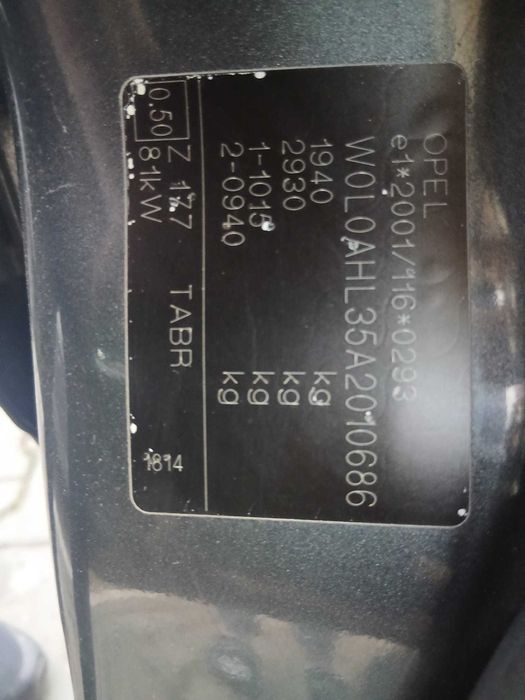 OPEL
e1*2001/116*0293
W0L0AHL35A2010686
1940 kg
2930 kg
1-1015 kg
2-0940 kg
Z 177 TABR
0.50 81kW
1814